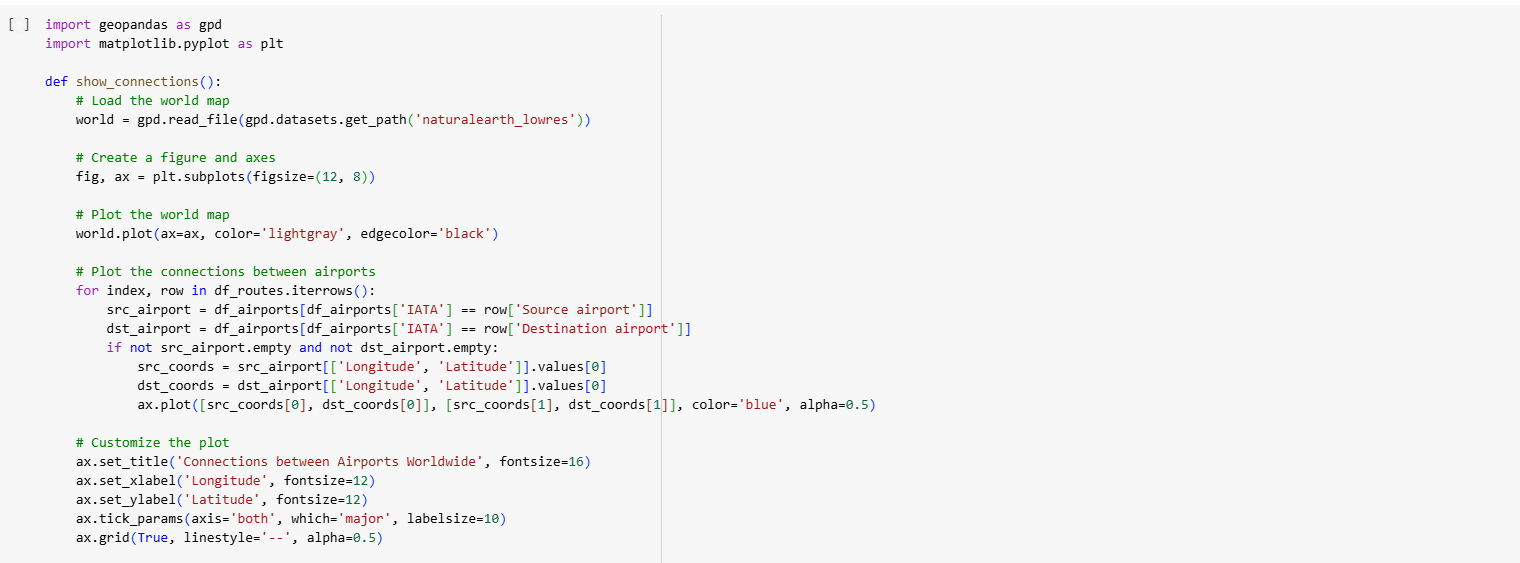 [ ] import geopandas as gpd
import matplotlib.pyplot as plt

def show_connections():
    # Load the world map
    world = gpd.read_file(gpd.datasets.get_path('naturalearth_lowres'))

    # Create a figure and axes
    fig, ax = plt.subplots(figsize=(12, 8))

    # Plot the world map
    world.plot(ax=ax, color='lightgray', edgecolor='black')

    # Plot the connections between airports
    for index, row in df_routes.iterrows():
        src_airport = df_airports[df_airports['IATA'] == row['Source airport']]
        dst_airport = df_airports[df_airports['IATA'] == row['Destination airport']]
        if not src_airport.empty and not dst_airport.empty:
            src_coords = src_airport[['Longitude', 'Latitude']].values[0]
            dst_coords = dst_airport[['Longitude', 'Latitude']].values[0]
            ax.plot([src_coords[0], dst_coords[0]], [src_coords[1], dst_coords[1]], color='blue', alpha=0.5)

    # Customize the plot
    ax.set_title('Connections between Airports Worldwide', fontsize=16)
    ax.set_xlabel('Longitude', fontsize=12)
    ax.set_ylabel('Latitude', fontsize=12)
    ax.tick_params(axis='both', which='major', labelsize=10)
    ax.grid(True, linestyle='--', alpha=0.5)